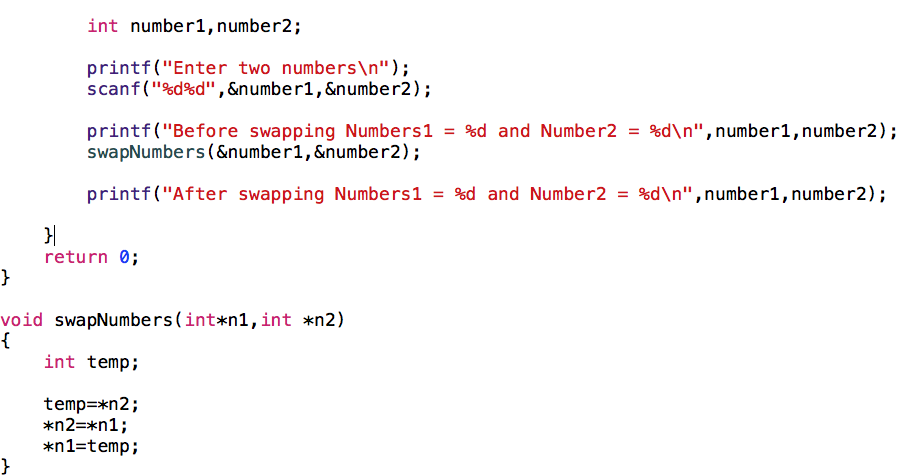 int number1,number2;
printf("Enter two numbers\n");
scanf("%d%d",&number1,&number2);
printf("Before swapping Numbers1 = %d and Number2 = %d\n",number1,number2);
swapNumbers(&number1,&number2);
printf("After swapping Numbers1 = %d and Number2 = %d\n",number1,number2);
}
return 0;
}
void swapNumbers(int*n1,int *n2)
{
int temp;
temp=*n2;
*n2=*n1;
*n1=temp;
}